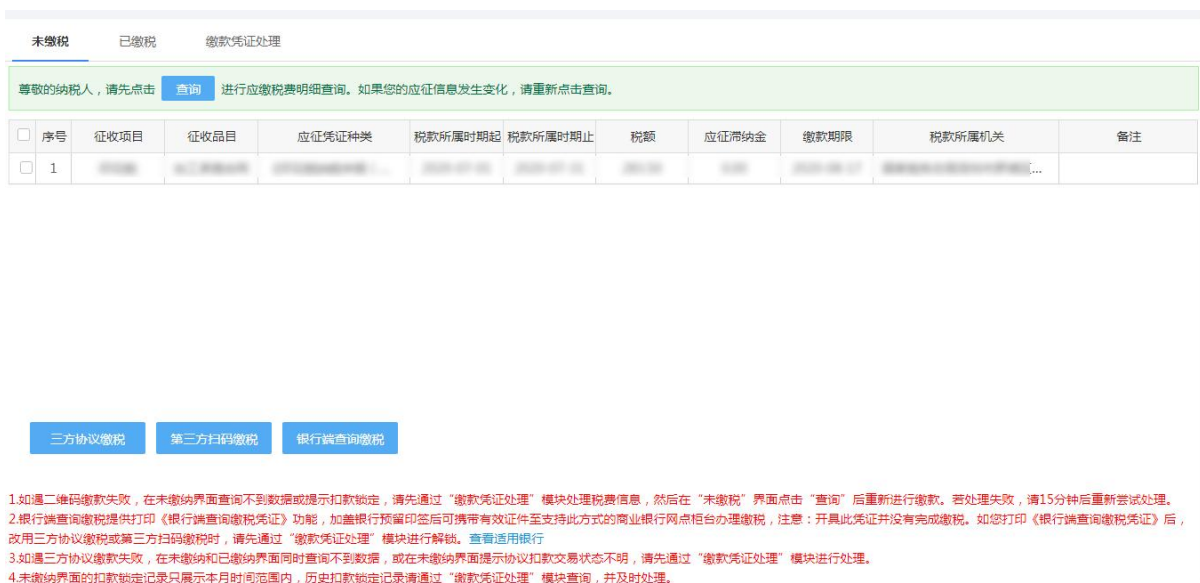 未缴税 已缴税 缴款凭证处理
尊敬的纳税人，请先点击 查询 进行应缴税费明细查询。如果您的应征信息发生变化，请重新点击查询。
序号 征收项目 征收品目 应征凭证种类 税款所属时期起 税款所属时期止 税额 应征滞纳金 缴款期限 税款所属机关 备注
1
三方协议缴税 第三方扫码缴税 银行端查询缴税
1.如遇二维码缴款失败，在未缴纳界面查询不到数据或提示扣款锁定，请先通过“缴款凭证处理”模块处理税费信息，然后在“未缴税”界面点击“查询”后重新进行缴款。若处理失败，请15分钟后重新尝试处理。
2.银行端查询缴税提供打印《银行端查询缴税凭证》功能，加盖银行预留印签后可携带有效证件至支持此方式的商业银行网点柜台办理缴税，注意：开具此凭证并没有完成缴税。如您打印《银行端查询缴税凭证》后，
改用三方协议缴税或第三方扫码缴税时，请先通过“缴款凭证处理”模块进行解锁。查看适用银行
3.如遇三方协议缴款失败，在未缴纳和已缴纳界面同时查询不到数据，或在未缴纳界面提示协议扣款交易状态不明，请先通过“缴款凭证处理”模块进行处理。
4.未缴纳界面的扣款锁定记录只展示本月时间范围内，历史扣款锁定记录请通过“缴款凭证处理”模块查询，并及时处理。